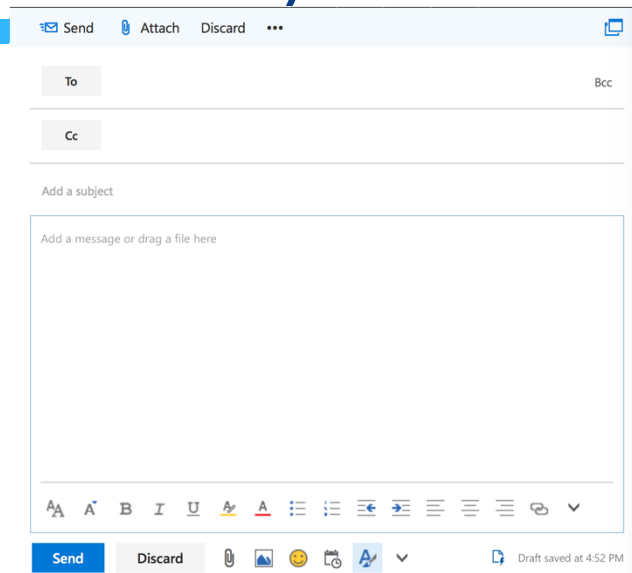 Send Attach Discard •••
To Bcc
Cc
Add a subject
Add a message or drag a file here
AA A B I U A A
Send Discard Draft saved at 4:52 PM